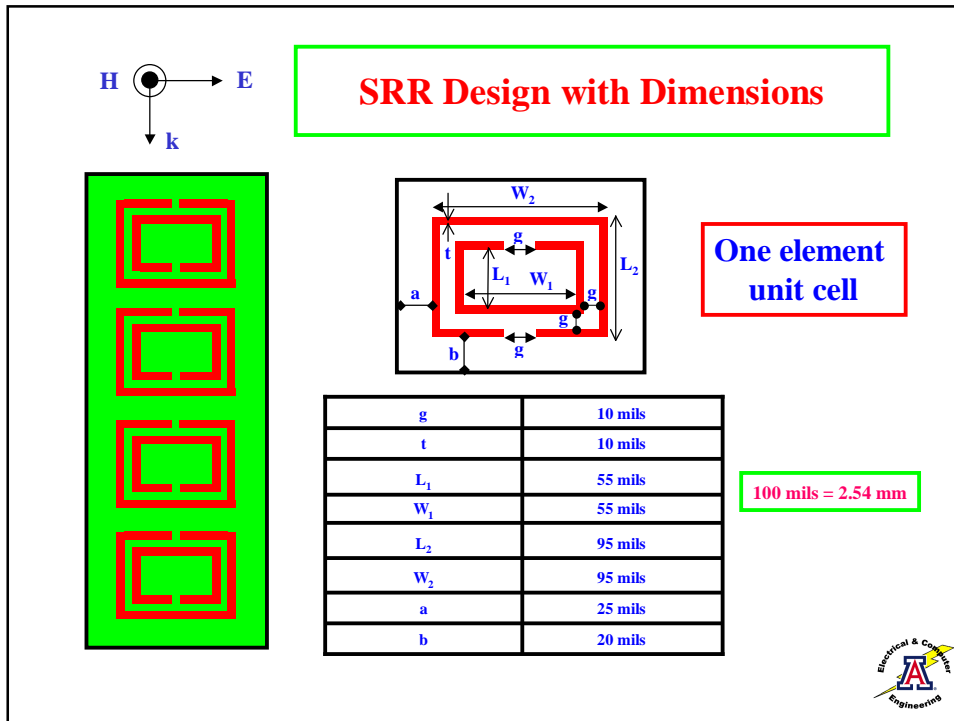 H E
k
SRR Design with Dimensions
W₂
t
g
L₁
W₁
L₂
a
g
g
b
g
One element
unit cell
g 10 mils
t 10 mils
L₁ 55 mils
W₁ 55 mils
L₂ 95 mils
W₂ 95 mils
a 25 mils
b 20 mils
100 mils = 2.54 mm
Electrical & Computer
A
Engineering